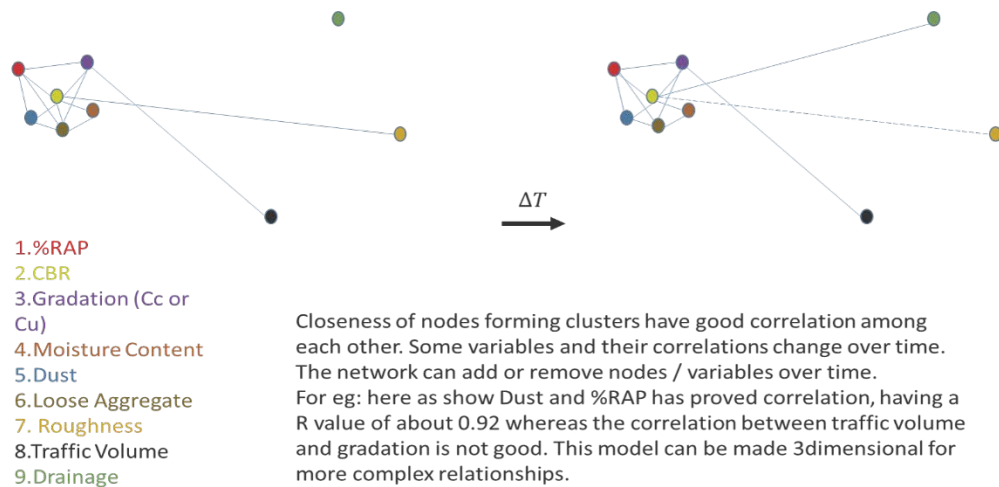 ΔT
1.%RAP
2.CBR
3.Gradation (Cc or
Cu)
4.Moisture Content
5.Dust
6.Loose Aggregate
7. Roughness
8.Traffic Volume
9.Drainage
Closeness of nodes forming clusters have good correlation among
each other. Some variables and their correlations change over time.
The network can add or remove nodes / variables over time.
For eg: here as show Dust and %RAP has proved correlation, having a
R value of about 0.92 whereas the correlation between traffic volume
and gradation is not good. This model can be made 3dimensional for
more complex relationships.